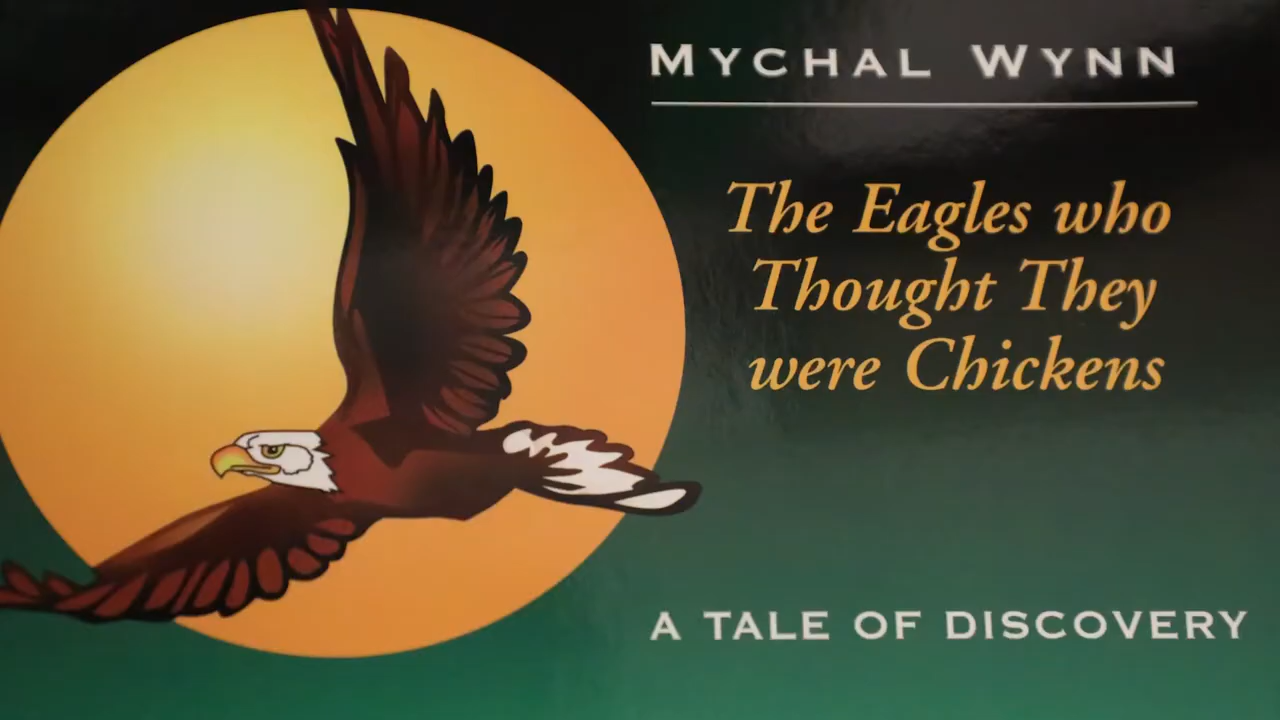 MYCHAL WYNN
The Eagles who
Thought They
were Chickens
A TALE OF DISCOVERY